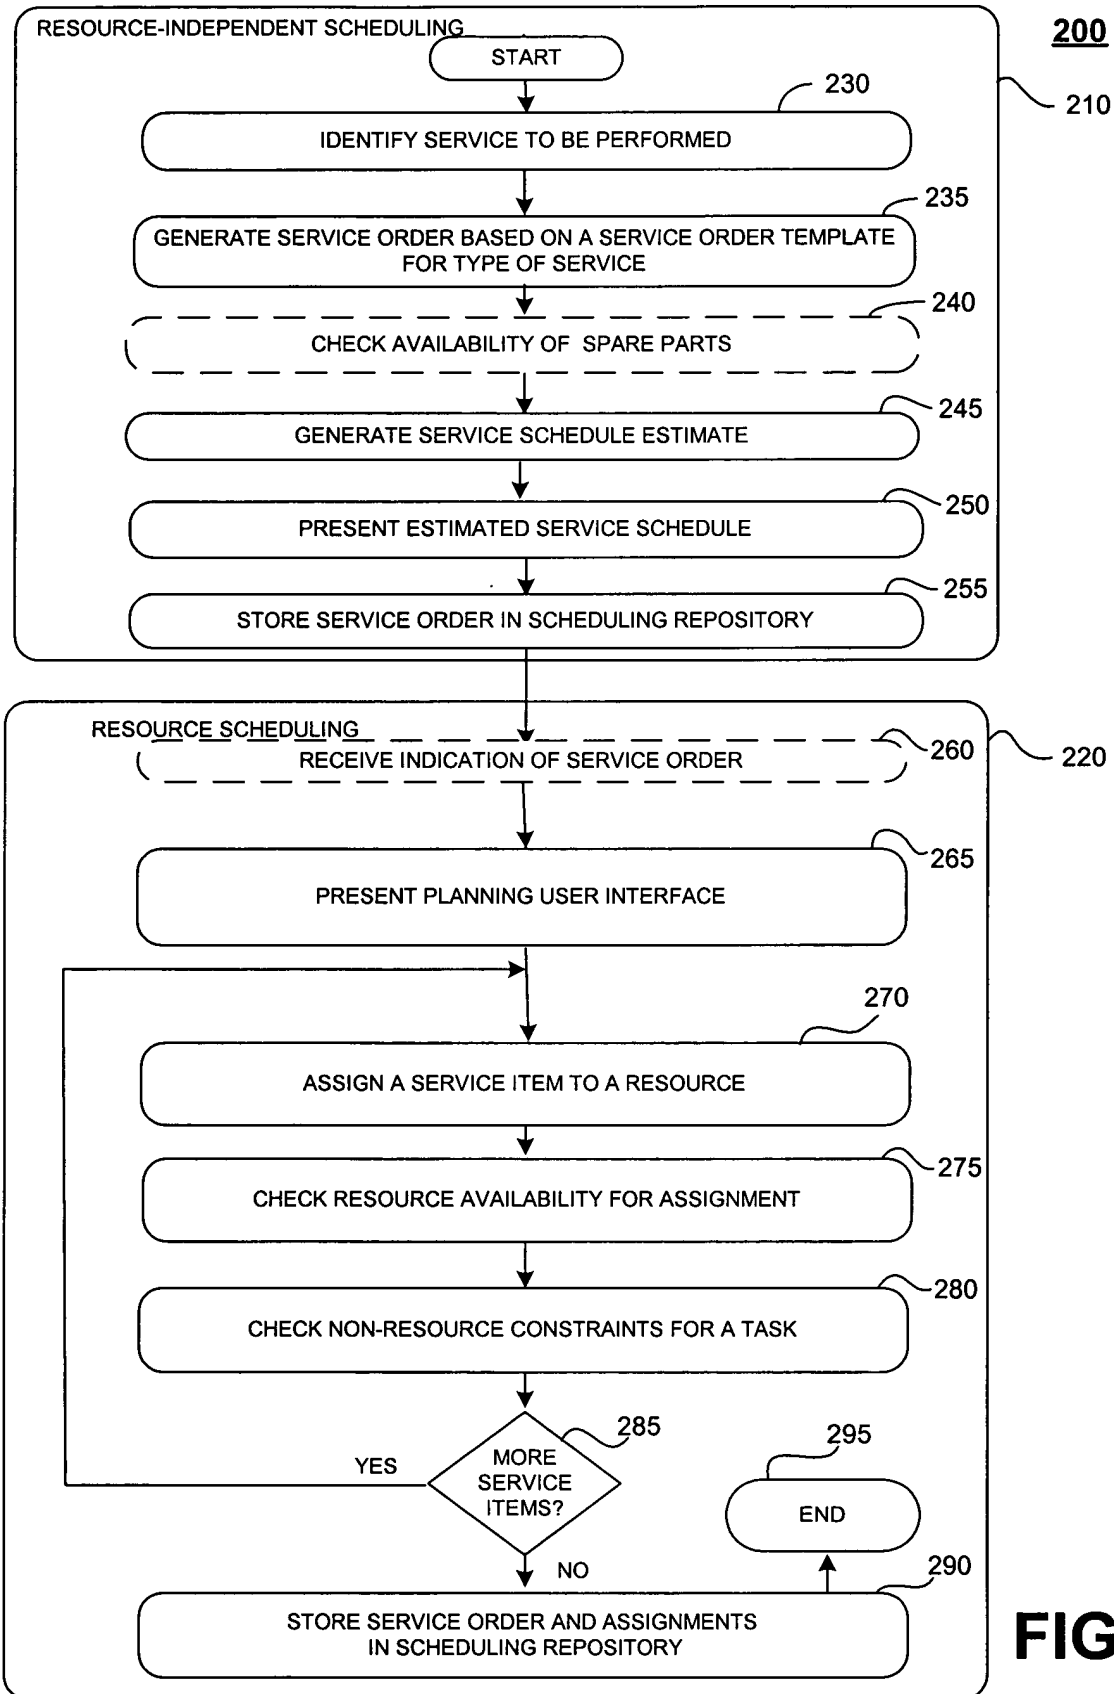 RESOURCE-INDEPENDENT SCHEDULING
200
START
210
230
IDENTIFY SERVICE TO BE PERFORMED
235
GENERATE SERVICE ORDER BASED ON A SERVICE ORDER TEMPLATE
FOR TYPE OF SERVICE
240
CHECK AVAILABILITY OF SPARE PARTS
245
GENERATE SERVICE SCHEDULE ESTIMATE
250
PRESENT ESTIMATED SERVICE SCHEDULE
255
STORE SERVICE ORDER IN SCHEDULING REPOSITORY
RESOURCE SCHEDULING
260
220
RECEIVE INDICATION OF SERVICE ORDER
265
PRESENT PLANNING USER INTERFACE
270
ASSIGN A SERVICE ITEM TO A RESOURCE
275
CHECK RESOURCE AVAILABILITY FOR ASSIGNMENT
280
CHECK NON-RESOURCE CONSTRAINTS FOR A TASK
285
295
YES
MORE
SERVICE
ITEMS?
END
NO
290
STORE SERVICE ORDER AND ASSIGNMENTS
IN SCHEDULING REPOSITORY
FIG